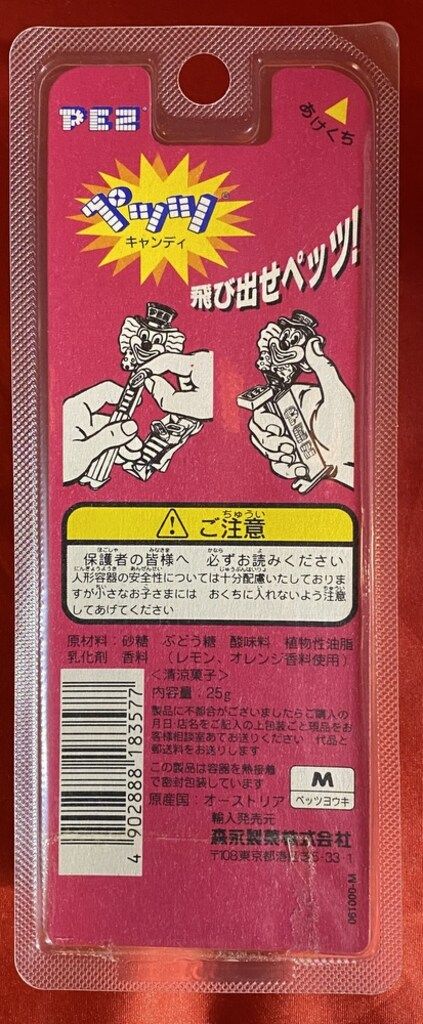 PEZ
あけくち
ペッツ
キャンディ
飛び出せペッツ!
ご注意
保護者の皆様へ 必ずお読みください
人形容器の安全性については十分配慮いたしておりま
すが小さなお子さまには おくちに入れないよう注意
してあげてください
原材料:砂糖 ぶどう糖 酸味料 植物性油脂
乳化剤 香料 (レモン、オレンジ香料使用)
<清涼菓子>
内容量:25g
製品に不都合がございましたらご購入の
月日・店名をご記入の上包装ごと現品をお
客様相談室あてお送りください 代品と
郵送料をお送りします
この製品は容器を熱接着
で密封包装しています
M
ペッツヨウキ
原産国:オーストリア
輸入発売元
森永製菓株式会社
〒108東京都港区芝5-33-1
4 902888 183577
061000-M